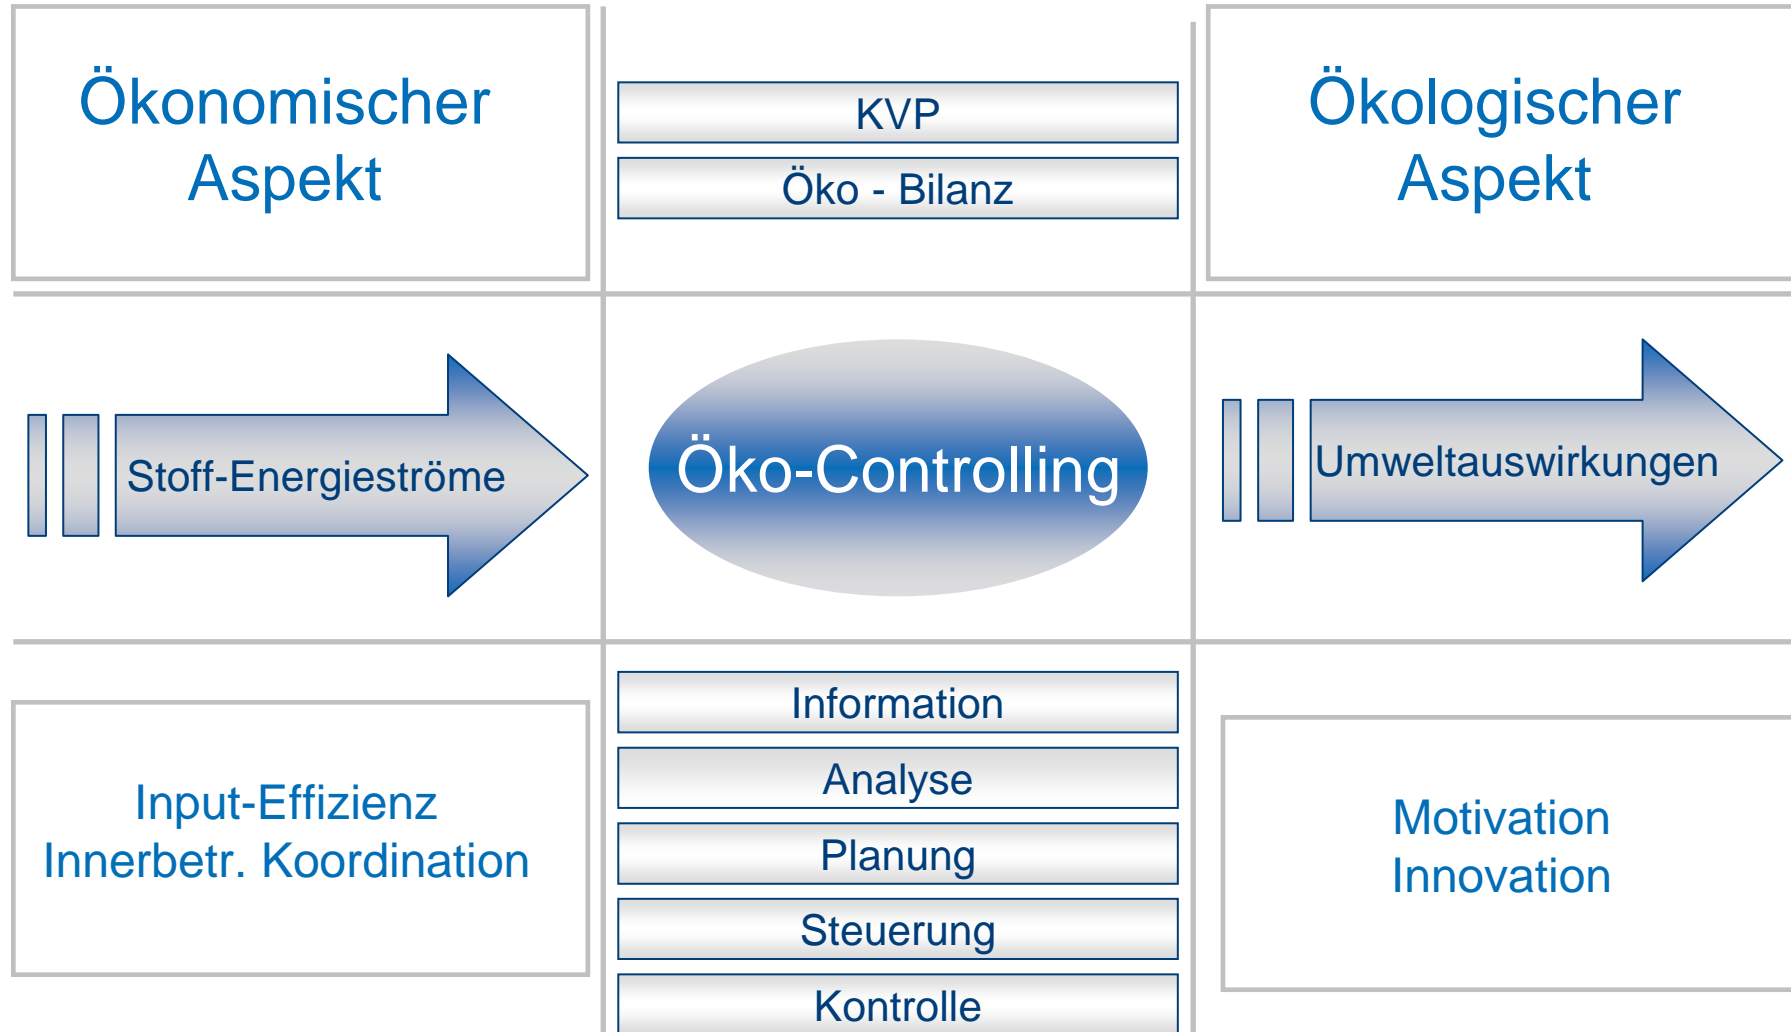 Ökonomischer
Aspekt
KVP
Öko - Bilanz
Ökologischer
Aspekt
Stoff-Energieströme
Öko-Controlling
Umweltauswirkungen
Input-Effizienz
Innerbetr. Koordination
Information
Analyse
Planung
Steuerung
Kontrolle
Motivation
Innovation